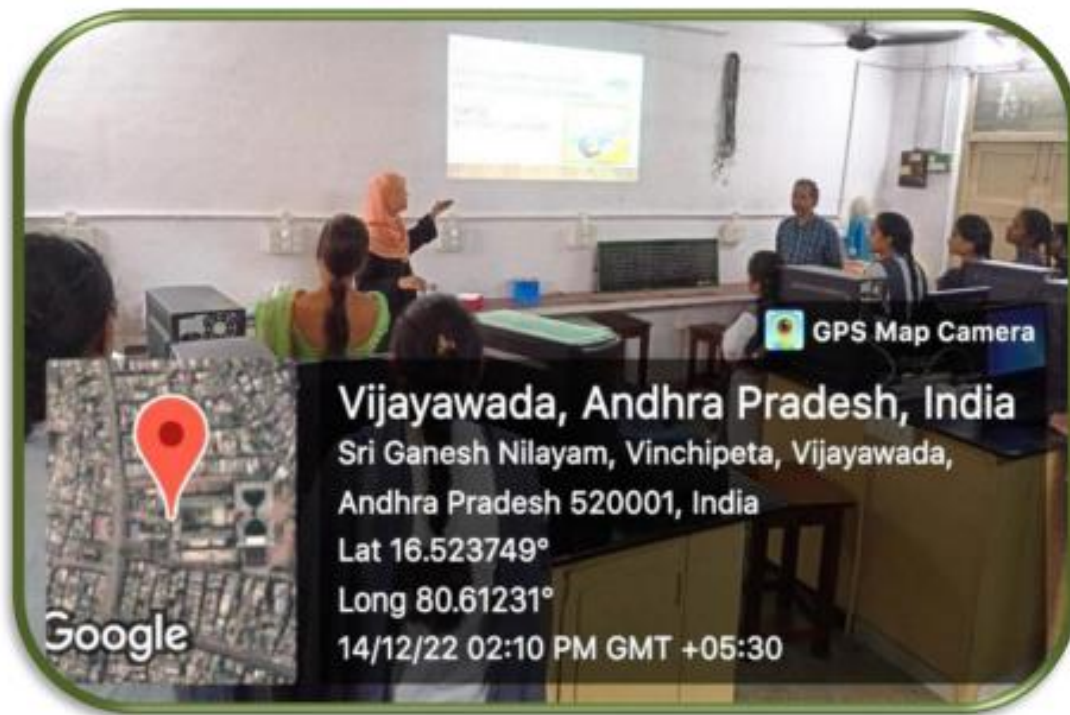 GPS Map Camera
Vijayawada, Andhra Pradesh, India
Sri Ganesh Nilayam, Vinchipeta, Vijayawada,
Andhra Pradesh 520001, India
Lat 16.523749°
Long 80.61231°
14/12/22 02:10 PM GMT +05:30
Google